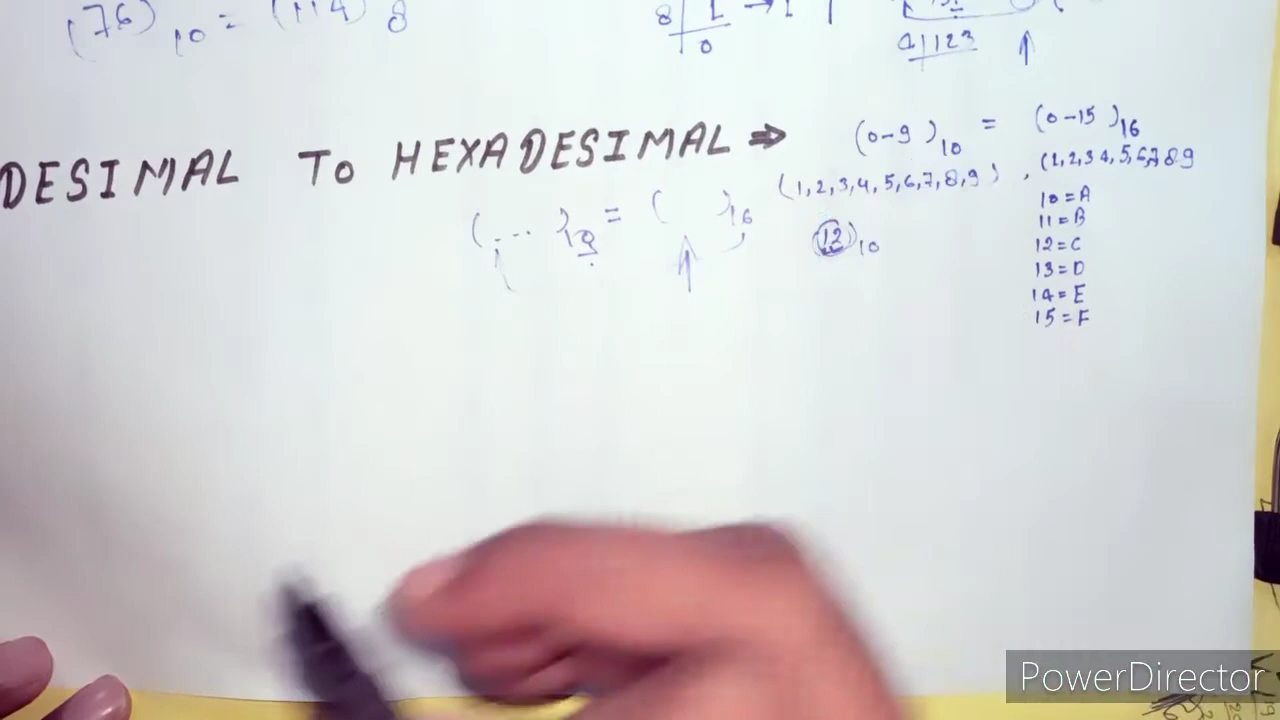 (76)10 = (114)8
8 1 → 1
0
4 123 ↑
DESIMAL TO HEXADESIMAL ⇒ (0-9)10 = (0-15)16
(1,2,3,4,5,6,7,8,9), (1,2,3 4,5,6,7 8 9
(...)10 = ( )16
(12)10
10=A
11=B
12=C
13=D
14=E
15=F
PowerDirector